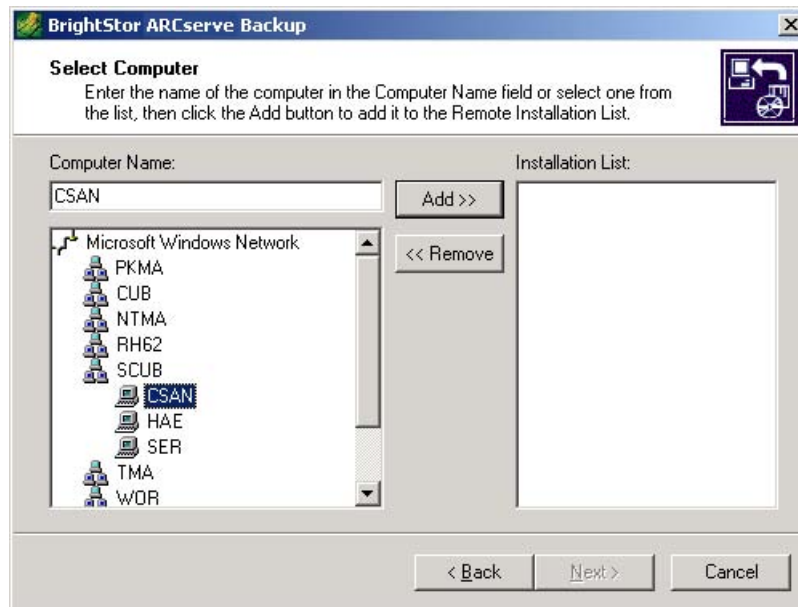 BrightStor ARCserve Backup
Select Computer
Enter the name of the computer in the Computer Name field or select one from
the list, then click the Add button to add it to the Remote Installation List.
Computer Name:
Installation List:
CSAN
Add >>
<< Remove
Microsoft Windows Network
PKMA
CUB
NTMA
RH62
SCUB
CSAN
HAE
SER
TMA
WOR
< Back
Next >
Cancel